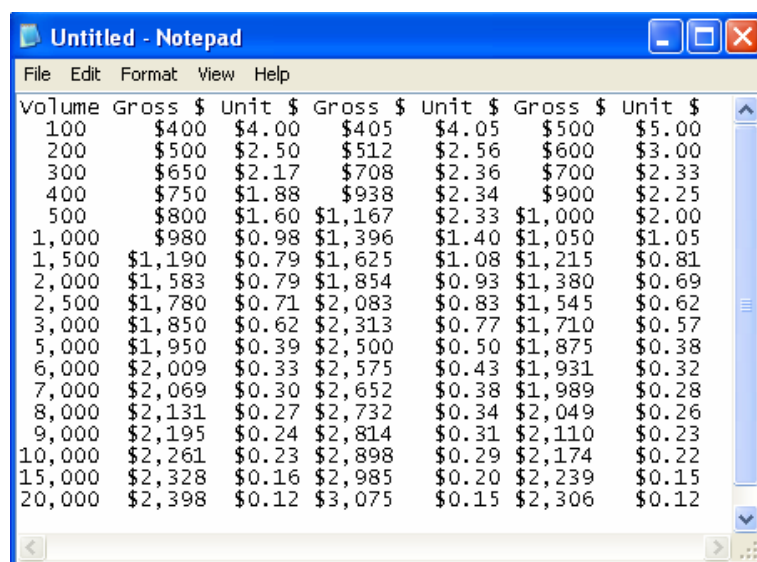 Untitled - Notepad
File Edit Format View Help
Volume Gross $ Unit $ Gross $ Unit $ Gross $ Unit $
100 $400 $4.00 $405 $4.05 $500 $5.00
200 $500 $2.50 $512 $2.56 $600 $3.00
300 $650 $2.17 $708 $2.36 $700 $2.33
400 $750 $1.88 $938 $2.34 $900 $2.25
500 $800 $1.60 $1,167 $2.33 $1,000 $2.00
1,000 $980 $0.98 $1,396 $1.40 $1,050 $1.05
1,500 $1,190 $0.79 $1,625 $1.08 $1,215 $0.81
2,000 $1,583 $0.79 $1,854 $0.93 $1,380 $0.69
2,500 $1,780 $0.71 $2,083 $0.83 $1,545 $0.62
3,000 $1,850 $0.62 $2,313 $0.77 $1,710 $0.57
5,000 $1,950 $0.39 $2,500 $0.50 $1,875 $0.38
6,000 $2,009 $0.33 $2,575 $0.43 $1,931 $0.32
7,000 $2,069 $0.30 $2,652 $0.38 $1,989 $0.28
8,000 $2,131 $0.27 $2,732 $0.34 $2,049 $0.26
9,000 $2,195 $0.24 $2,814 $0.31 $2,110 $0.23
10,000 $2,261 $0.23 $2,898 $0.29 $2,174 $0.22
15,000 $2,328 $0.16 $2,985 $0.20 $2,239 $0.15
20,000 $2,398 $0.12 $3,075 $0.15 $2,306 $0.12